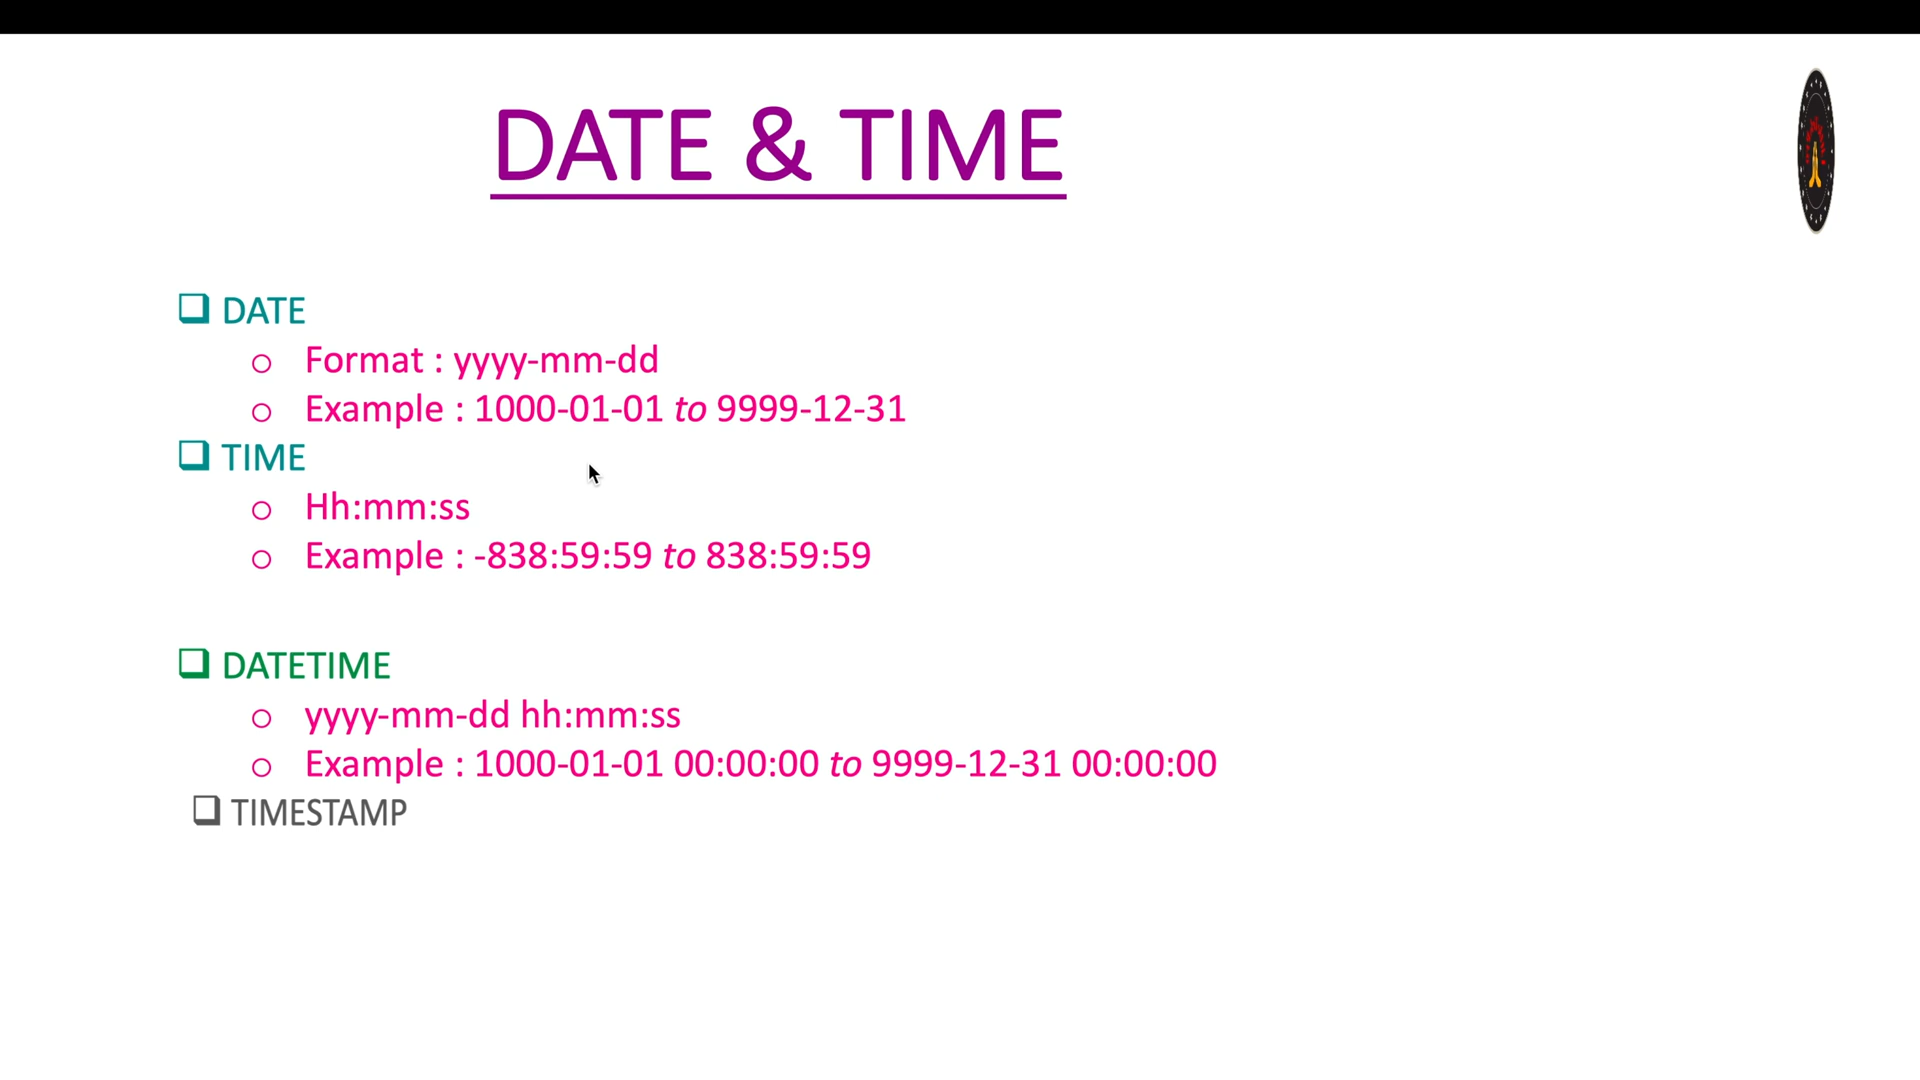 DATE & TIME
DATE
Format : yyyy-mm-dd
Example : 1000-01-01 to 9999-12-31
TIME
Hh:mm:ss
Example : -838:59:59 to 838:59:59
DATETIME
yyyy-mm-dd hh:mm:ss
Example : 1000-01-01 00:00:00 to 9999-12-31 00:00:00
TIMESTAMP